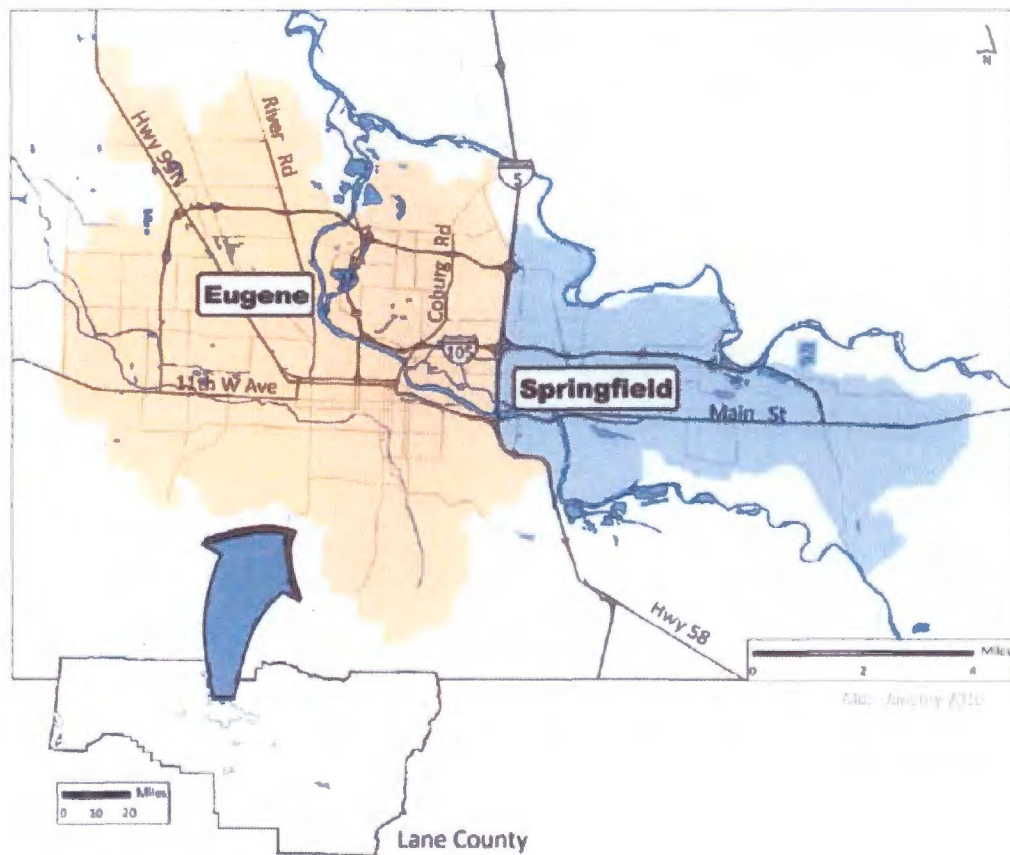 N
Hwy 99N
River Rd
5
Coburg Rd
Eugene
105
11th W Ave
Springfield
Main St
Hwy 58
Miles
0 2 4
Miles
0 10 20
Lane County